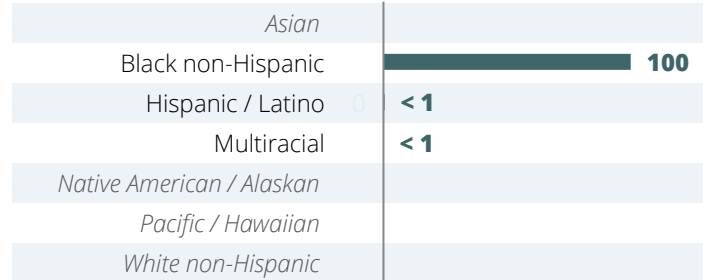 Asian
Black non-Hispanic 100
Hispanic / Latino 0 < 1
Multiracial < 1
Native American / Alaskan
Pacific / Hawaiian
White non-Hispanic